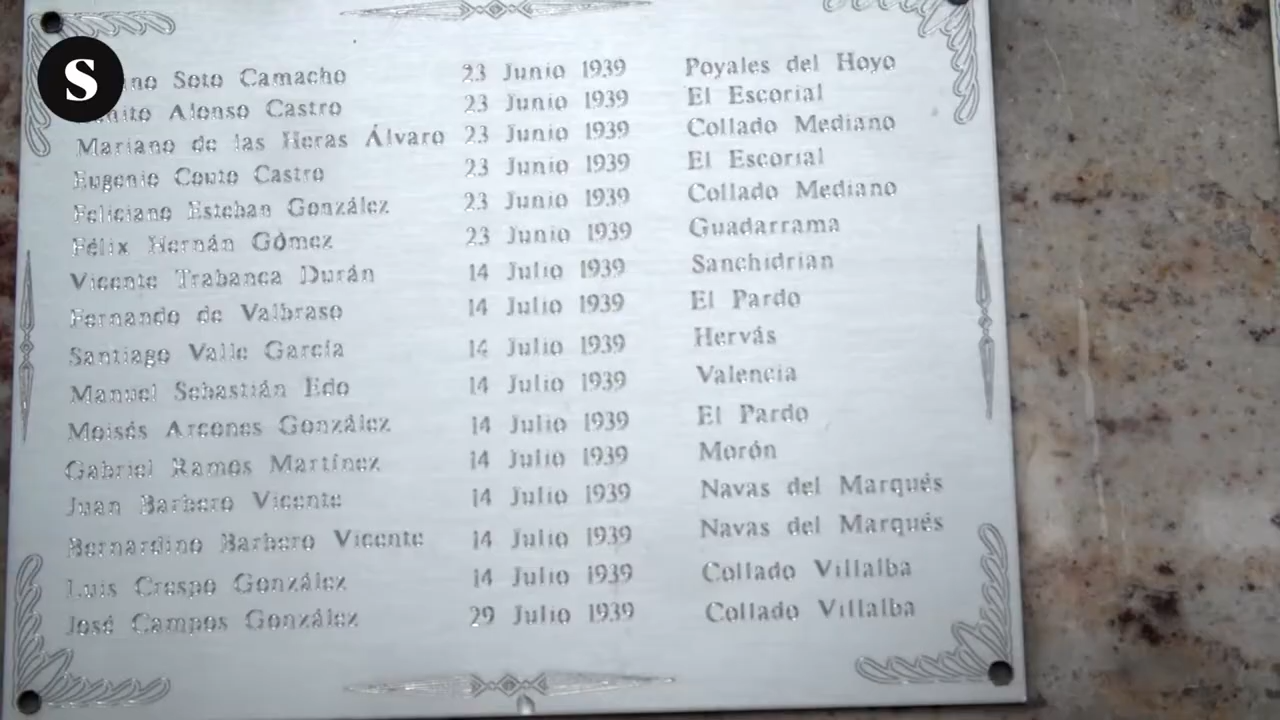 S
Soto Camacho 23 Junio 1939 Poyales del Hoyo
Alonso Castro 23 Junio 1939 El Escorial
Mariano de las Heras Álvaro 23 Junio 1939 Collado Mediano
Eugenio Couto Castro 23 Junio 1939 El Escorial
Feliciano Esteban González 23 Junio 1939 Collado Mediano
Félix Hernán Gómez 23 Junio 1939 Guadarrama
Vicente Trabanca Durán 14 Julio 1939 Sanchidrian
Fernando de Valbraso 14 Julio 1939 El Pardo
Santiago Valle García 14 Julio 1939 Hervás
Manuel Sebastián Edo 14 Julio 1939 Valencia
Moisés Arcones González 14 Julio 1939 El Pardo
Gabriel Ramos Martínez 14 Julio 1939 Morón
Juan Barbero Vicente 14 Julio 1939 Navas del Marqués
Bernardino Barbero Vicente 14 Julio 1939 Navas del Marqués
Luis Crespo González 14 Julio 1939 Collado Villalba
José Campos González 29 Julio 1939 Collado Villalba